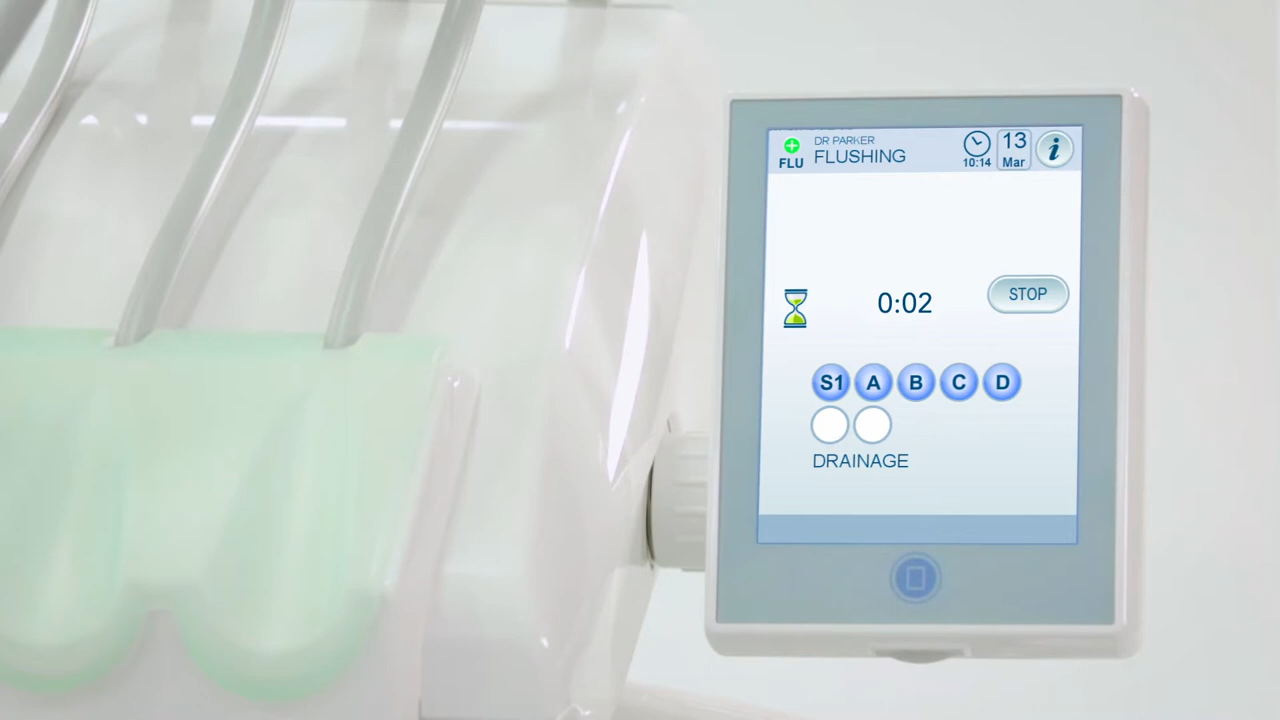 DR PARKER
FLU FLUSHING 10:14 13 Mar i
0:02 STOP
S1 A B C D
DRAINAGE